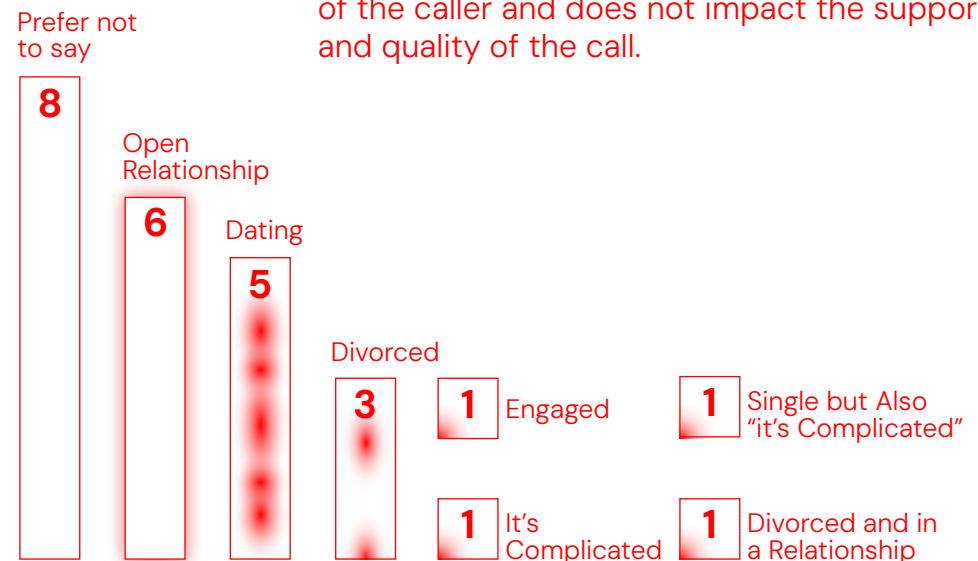 of the caller and does not impact the suppor
and quality of the call.
Prefer not
to say
8
Open
Relationship
6
Dating
5
Divorced
3
1
Engaged
1
Single but Also
“it’s Complicated”
1
It’s
Complicated
1
Divorced and in
a Relationship